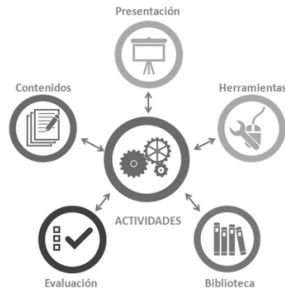 Presentación
Contenidos
Herramientas
ACTIVIDADES
Evaluación
Biblioteca